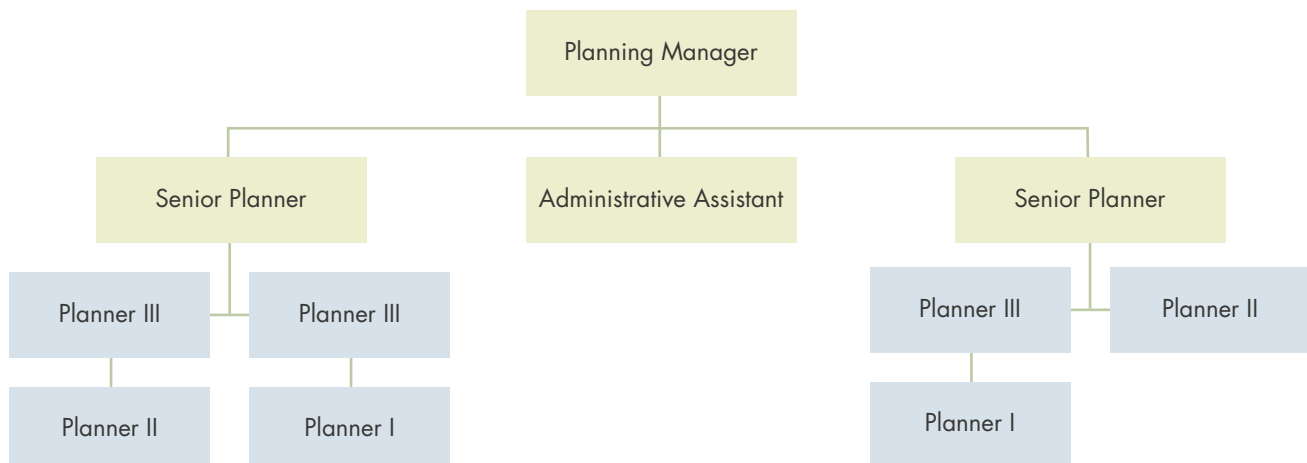 Planning Manager
Senior Planner
Administrative Assistant
Senior Planner
Planner III
Planner III
Planner III
Planner II
Planner II
Planner I
Planner I